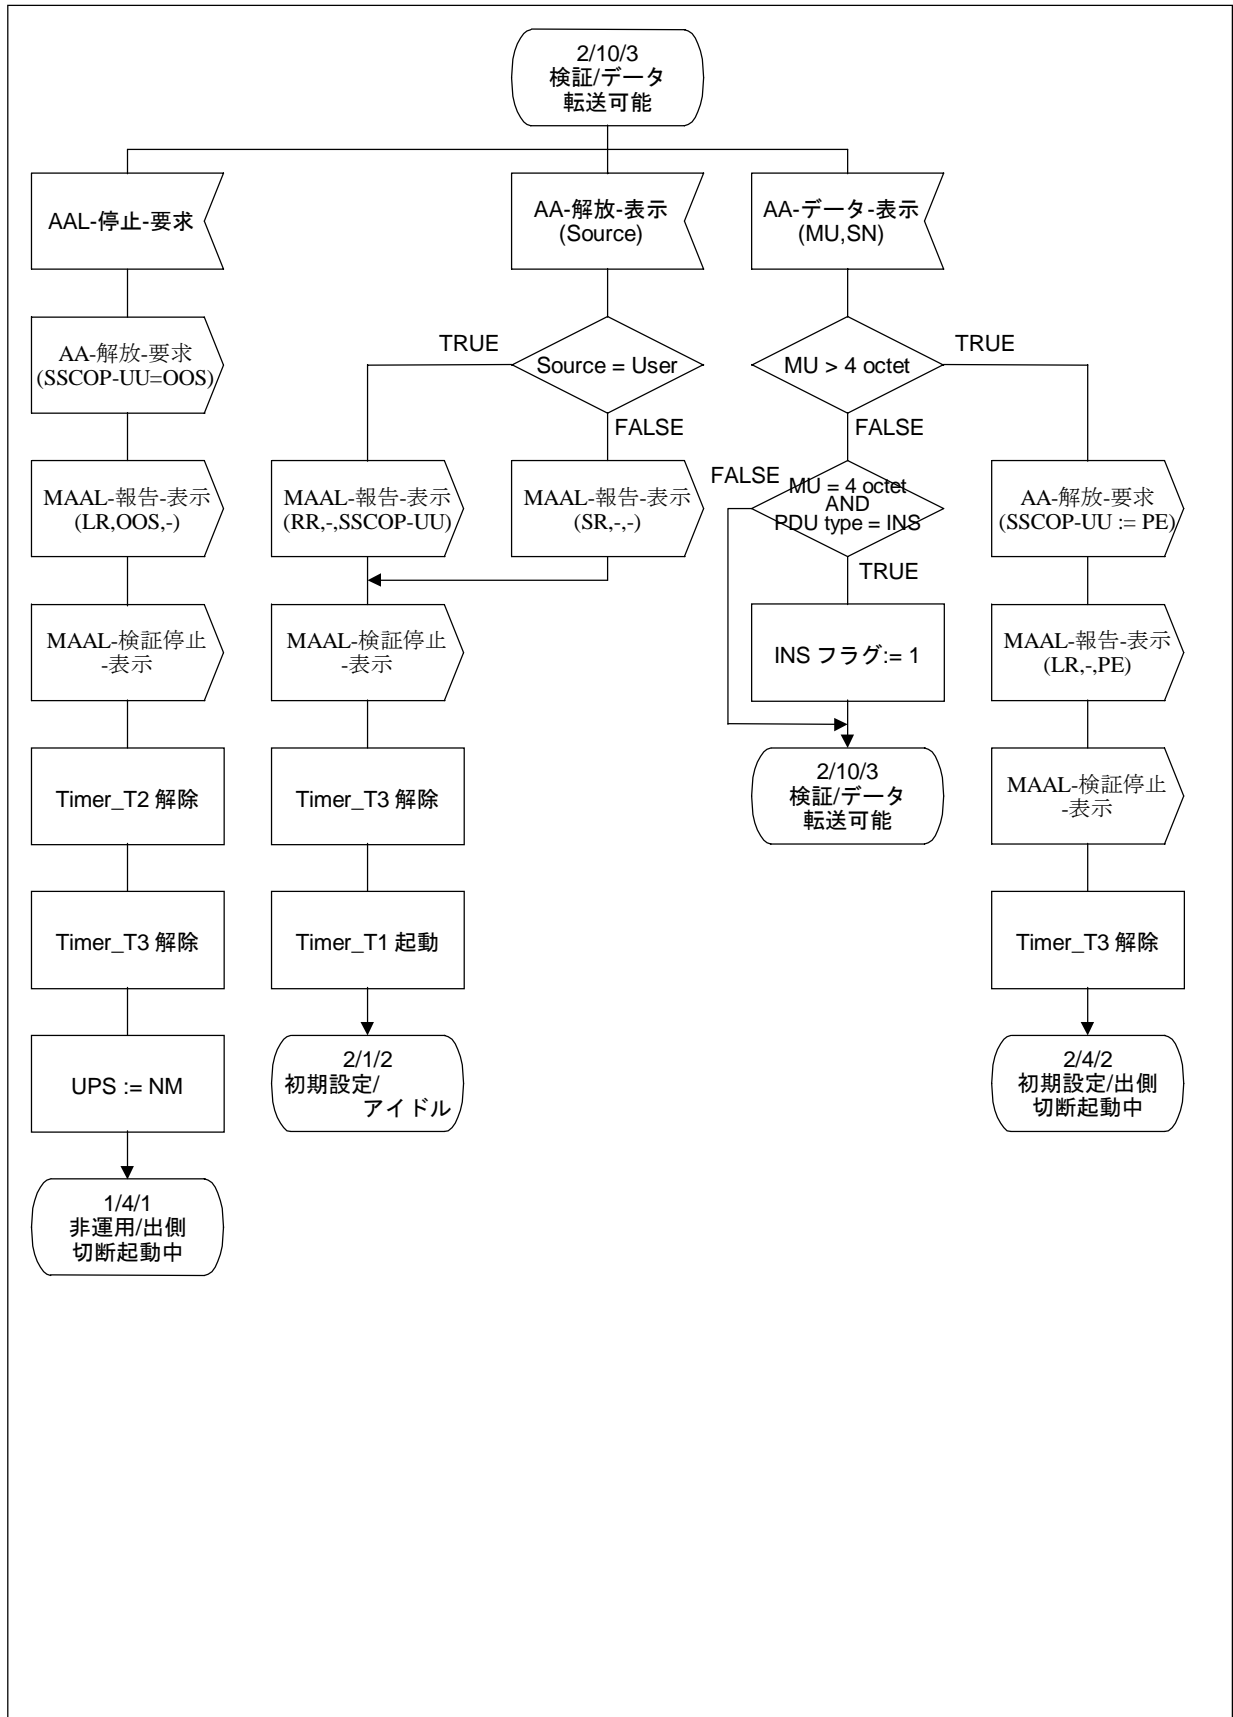 2/10/3
検証/データ
転送可能
AAL-停止-要求
AA-解放-表示
(Source)
AA-データ-表示
(MU,SN)
AA-解放-要求
(SSCOP-UU=OOS)
TRUE
Source = User
FALSE
MU > 4 octet
TRUE
FALSE
MAAL-報告-表示
(LR,OOS,-)
MAAL-報告-表示
(RR,-,SSCOP-UU)
MAAL-報告-表示
(SR,-,-)
FALSE
MU = 4 octet
AND
PDU type = INS
TRUE
AA-解放-要求
(SSCOP-UU := PE)
MAAL-検証停止
-表示
MAAL-検証停止
-表示
INS フラグ:= 1
MAAL-報告-表示
(LR,-,PE)
Timer_T2 解除
Timer_T3 解除
2/10/3
検証/データ
転送可能
MAAL-検証停止
-表示
Timer_T3 解除
Timer_T1 起動
Timer_T3 解除
UPS := NM
2/1/2
初期設定/
アイドル
2/4/2
初期設定/出側
切断起動中
1/4/1
非運用/出側
切断起動中